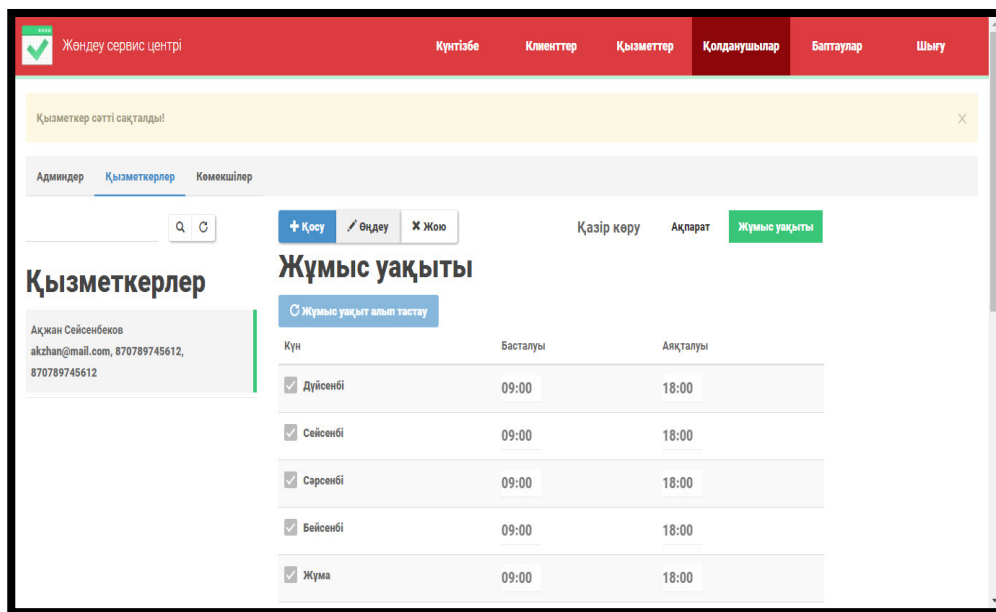 Жөндеу сервис центрі
Күнтізбе Клиенттер Қызметтер Қолданушылар Баптаулар Шығу
Қызметкер сәтті сақталды!
Админдер Қызметкерлер Көмекшілер
Қосу Өңдеу Жою Қазір көру Ақпарат Жұмыс уақыты
Қызметкерлер
Ақжан Сейсенбеков
akzhan@mail.com, 870789745612,
870789745612
Жұмыс уақыты
Жұмыс уақыт алып тастау
Күн Басталуы Аяқталуы
Дүйсенбі 09:00 18:00
Сейсенбі 09:00 18:00
Сәрсенбі 09:00 18:00
Бейсенбі 09:00 18:00
Жұма 09:00 18:00